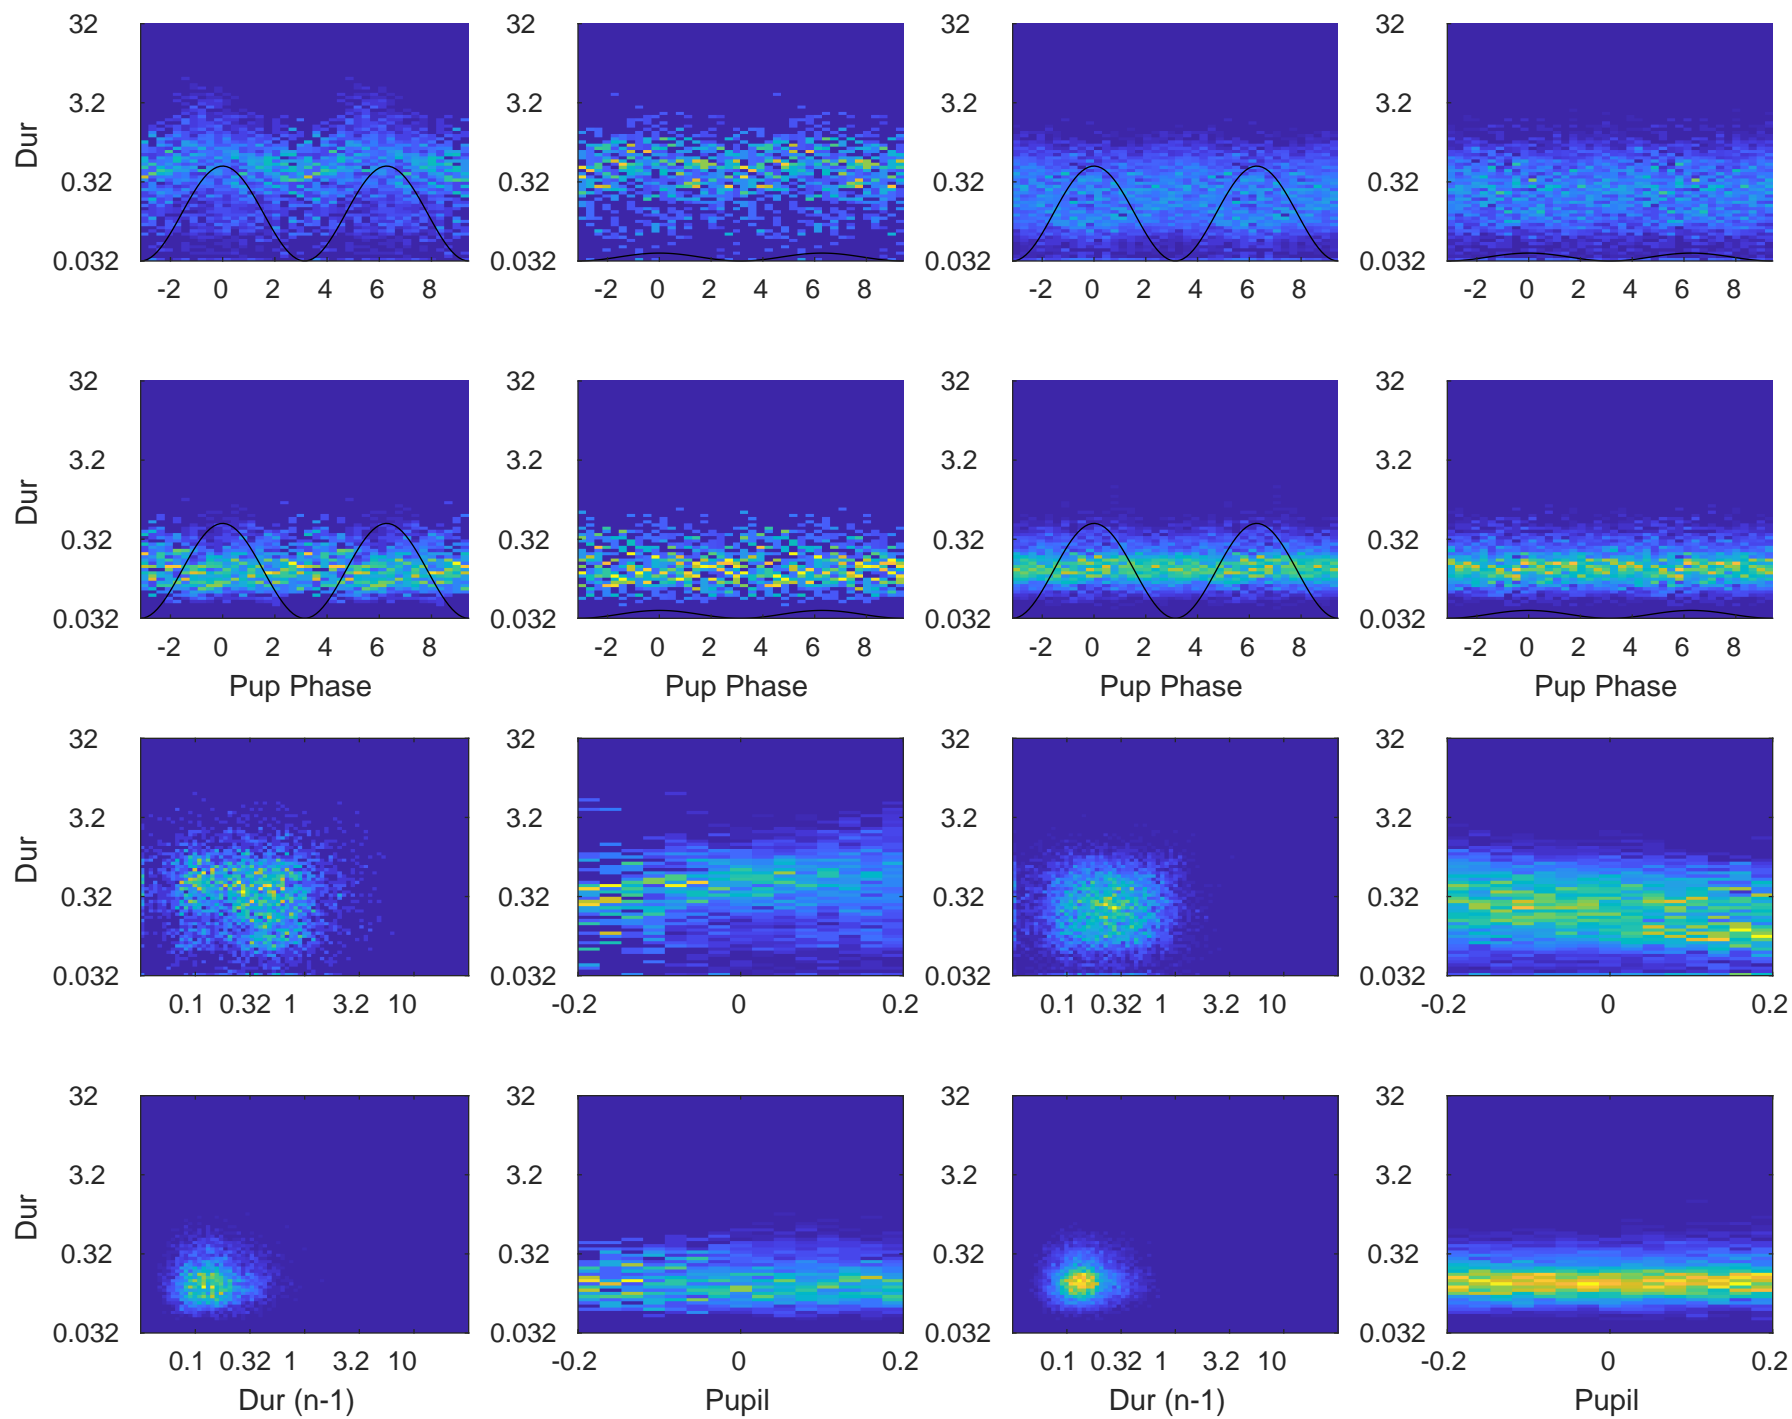 32 32 32 32
3.2 3.2 3.2 3.2
Dur
0.32 0.32 0.32 0.32
0.032 0.032 0.032 0.032
-2 0 2 4 6 8 -2 0 2 4 6 8 -2 0 2 4 6 8 -2 0 2 4 6 8
32 32 32 32
3.2 3.2 3.2 3.2
Dur
0.32 0.32 0.32 0.32
0.032 0.032 0.032 0.032
-2 0 2 4 6 8 -2 0 2 4 6 8 -2 0 2 4 6 8 -2 0 2 4 6 8
Pup Phase Pup Phase Pup Phase Pup Phase
32 32 32 32
3.2 3.2 3.2 3.2
Dur
0.32 0.32 0.32 0.32
0.032 0.032 0.032 0.032
0.1 0.32 1 3.2 10 -0.2 0 0.2 0.1 0.32 1 3.2 10 -0.2 0 0.2
32 32 32 32
3.2 3.2 3.2 3.2
Dur
0.32 0.32 0.32 0.32
0.032 0.032 0.032 0.032
0.1 0.32 1 3.2 10 -0.2 0 0.2 0.1 0.32 1 3.2 10 -0.2 0 0.2
Dur (n-1) Pupil Dur (n-1) Pupil